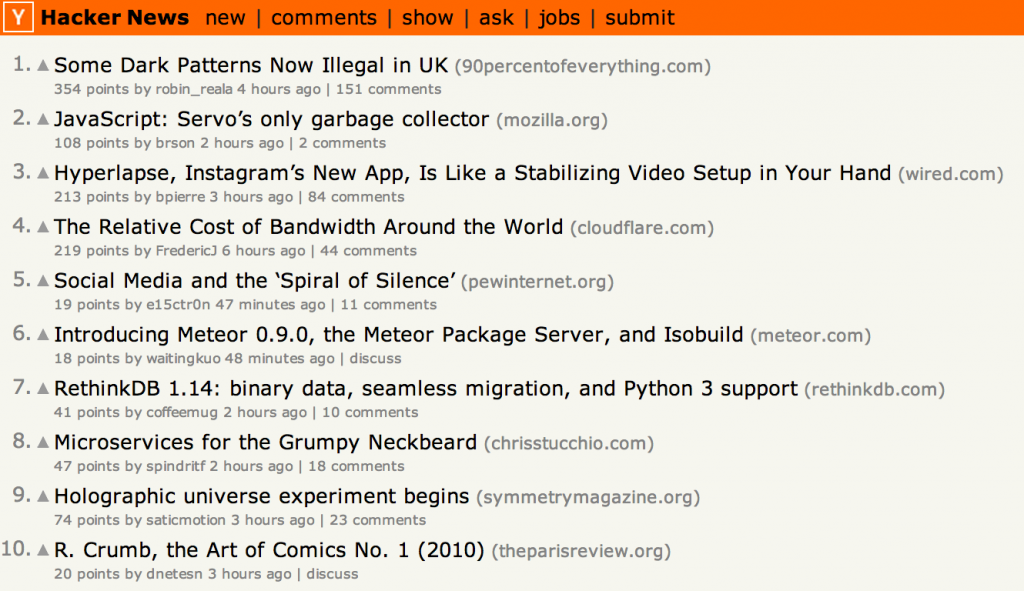 Y Hacker News new | comments | show | ask | jobs | submit
1. ▲ Some Dark Patterns Now Illegal in UK (90percentofeverything.com)
354 points by robin_reala 4 hours ago | 151 comments
2. ▲ JavaScript: Servo’s only garbage collector (mozilla.org)
108 points by brson 2 hours ago | 2 comments
3. ▲ Hyperlapse, Instagram’s New App, Is Like a Stabilizing Video Setup in Your Hand (wired.com)
213 points by bpierre 3 hours ago | 84 comments
4. ▲ The Relative Cost of Bandwidth Around the World (cloudflare.com)
219 points by FredericJ 6 hours ago | 44 comments
5. ▲ Social Media and the ‘Spiral of Silence’ (pewinternet.org)
19 points by e15ctr0n 47 minutes ago | 11 comments
6. ▲ Introducing Meteor 0.9.0, the Meteor Package Server, and Isobuild (meteor.com)
18 points by waitingkuo 48 minutes ago | discuss
7. ▲ RethinkDB 1.14: binary data, seamless migration, and Python 3 support (rethinkdb.com)
41 points by coffeemug 2 hours ago | 10 comments
8. ▲ Microservices for the Grumpy Neckbeard (chrisstucchio.com)
47 points by spindritf 2 hours ago | 18 comments
9. ▲ Holographic universe experiment begins (symmetrymagazine.org)
74 points by saticmotion 3 hours ago | 23 comments
10. ▲ R. Crumb, the Art of Comics No. 1 (2010) (theparisreview.org)
20 points by dnetesn 3 hours ago | discuss